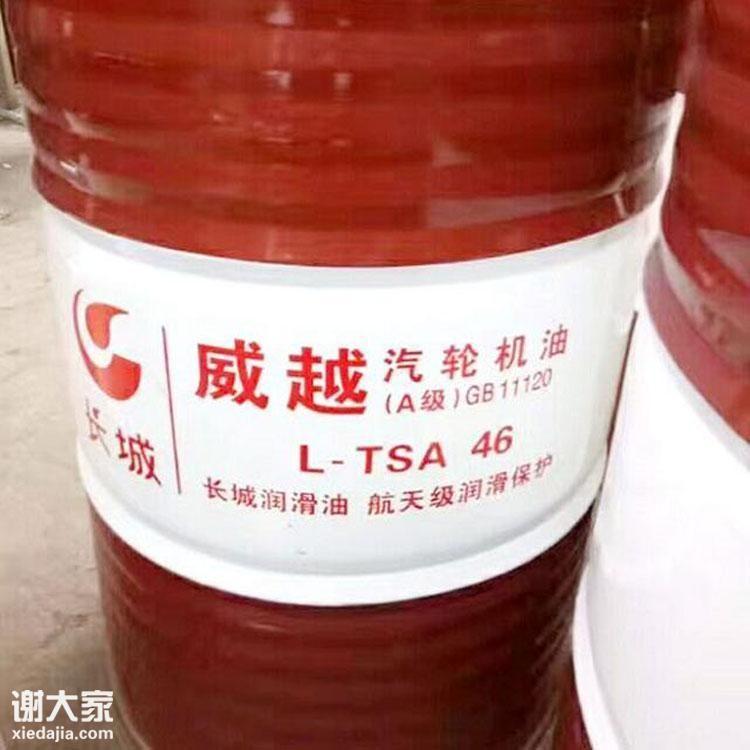 长城
威越
汽轮机油
(A级)GB11120
L-TSA 46
长城润滑油 航天级润滑保护
谢大家
xiedajia.com